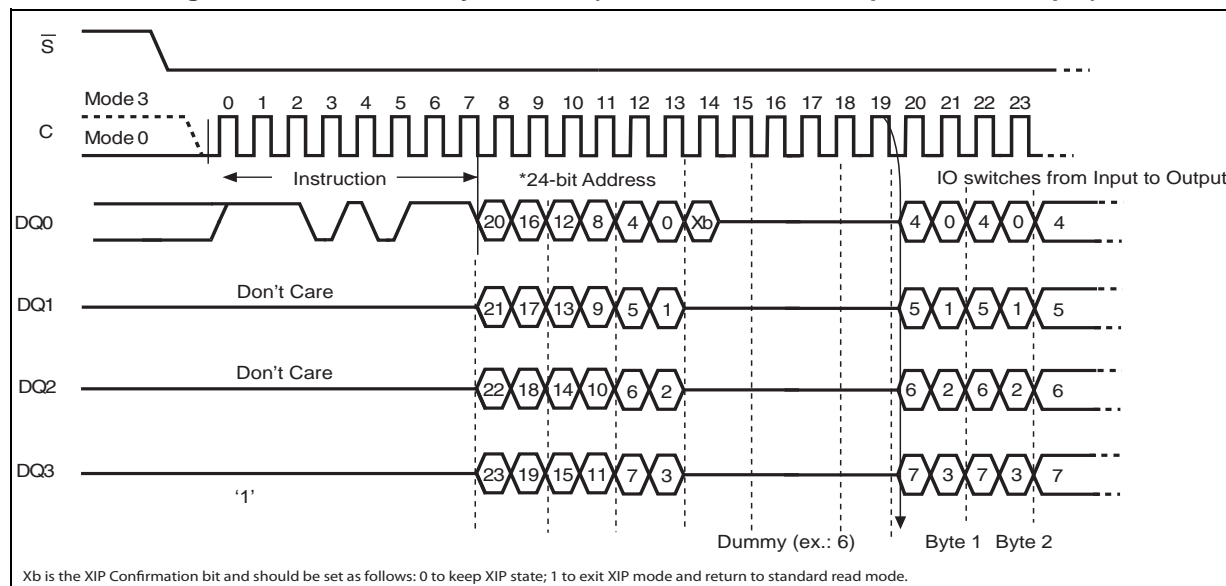 S
Mode 3
C
Mode 0
0 1 2 3 4 5 6 7 8 9 10 11 12 13 14 15 16 17 18 19 20 21 22 23
Instruction
*24-bit Address
IO switches from Input to Output
DQ0
20 16 12 8 4 0 Xb
4 0 4 0 4
DQ1
Don't Care
21 17 13 9 5 1
5 1 5 1 5
DQ2
Don't Care
22 18 14 10 6 2
6 2 6 2 6
DQ3
23 19 15 11 7 3
7 3 7 3 7
‘1’
Dummy (ex.: 6)
Byte 1 Byte 2
Xb is the XIP Confirmation bit and should be set as follows: 0 to keep XIP state; 1 to exit XIP mode and return to standard read mode.